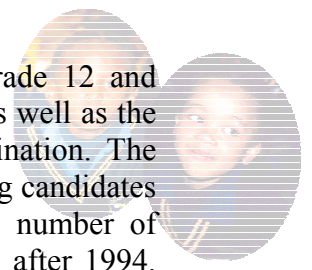 rade 12 and
s well as the
ination. The
g candidates
number of
after 1994.